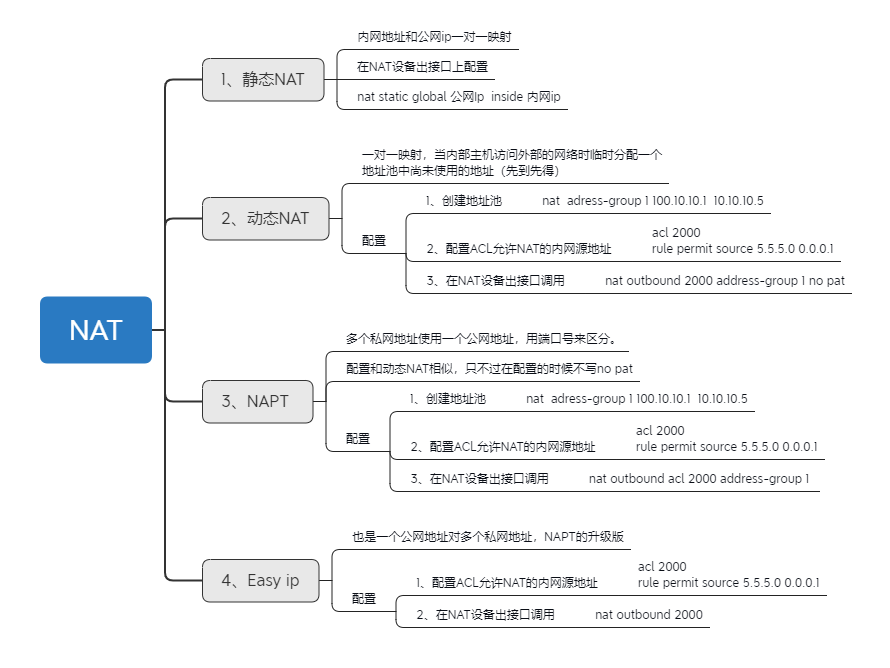 NAT
1、静态NAT
内网地址和公网ip一对一映射
在NAT设备出接口上配置
nat static global 公网Ip inside 内网ip
2、动态NAT
一对一映射，当内部主机访问外部的网络时临时分配一个
地址池中尚未使用的地址（先到先得）
配置
1、创建地址池 nat adress-group 1 100.10.10.1 10.10.10.5
2、配置ACL允许NAT的内网源地址
acl 2000
rule permit source 5.5.5.0 0.0.0.1
3、在NAT设备出接口调用 nat outbound 2000 address-group 1 no pat
3、NAPT
多个私网地址使用一个公网地址，用端口号来区分。
配置和动态NAT相似，只不过在配置的时候不写no pat
配置
1、创建地址池 nat adress-group 1 100.10.10.1 10.10.10.5
2、配置ACL允许NAT的内网源地址
acl 2000
rule permit source 5.5.5.0 0.0.0.1
3、在NAT设备出接口调用 nat outbound acl 2000 address-group 1
4、Easy ip
也是一个公网地址对多个私网地址，NAPT的升级版
配置
1、配置ACL允许NAT的内网源地址
acl 2000
rule permit source 5.5.5.0 0.0.0.1
2、在NAT设备出接口调用 nat outbound 2000